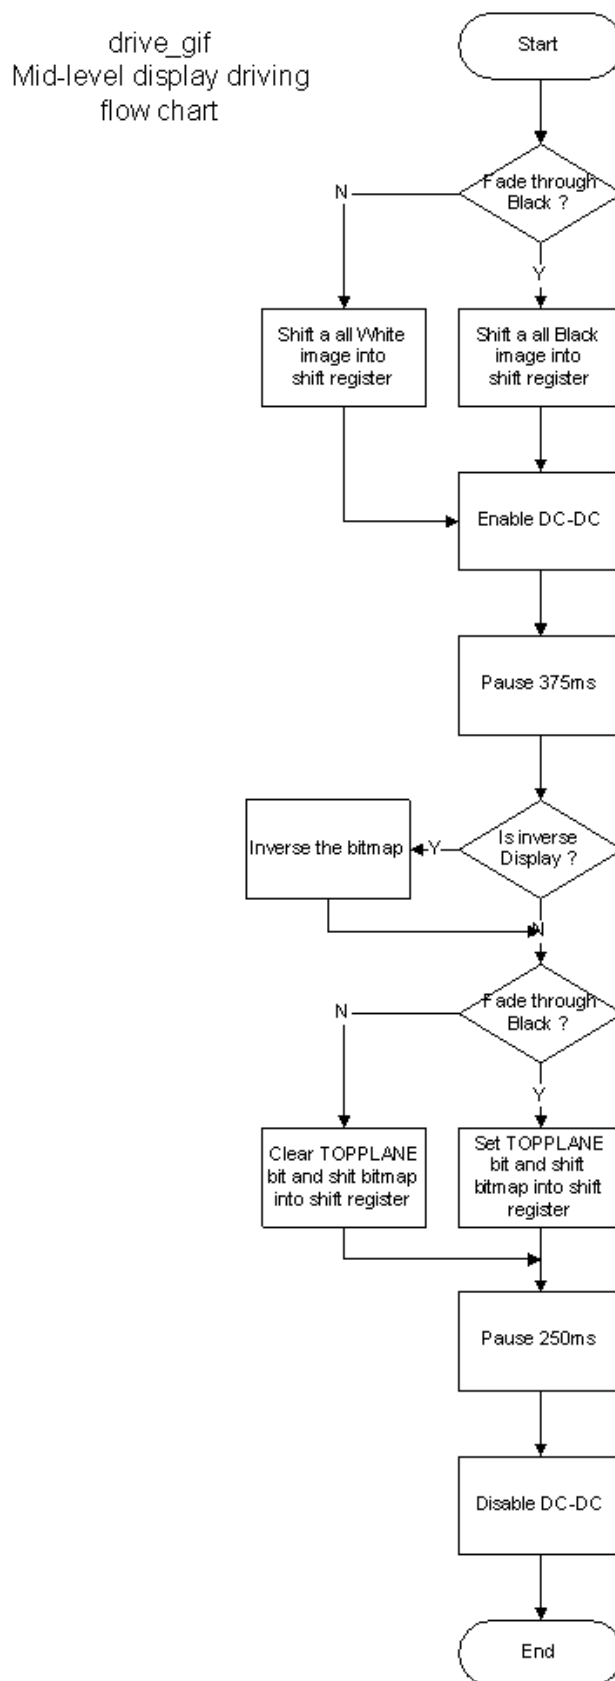 drive_gif
Mid-level display driving
flow chart
Start
Fade through
Black ?
N
Y
Shift a all White
image into
shift register
Shift a all Black
image into
shift register
Enable DC-DC
Pause 375ms
Is inverse
Display ?
Y
Inverse the bitmap
N
Fade through
Black ?
N
Y
Clear TOPPLANE
bit and shit bitmap
into shift register
Set TOPPLANE
bit and shift
bitmap into shift
register
Pause 250ms
Disable DC-DC
End